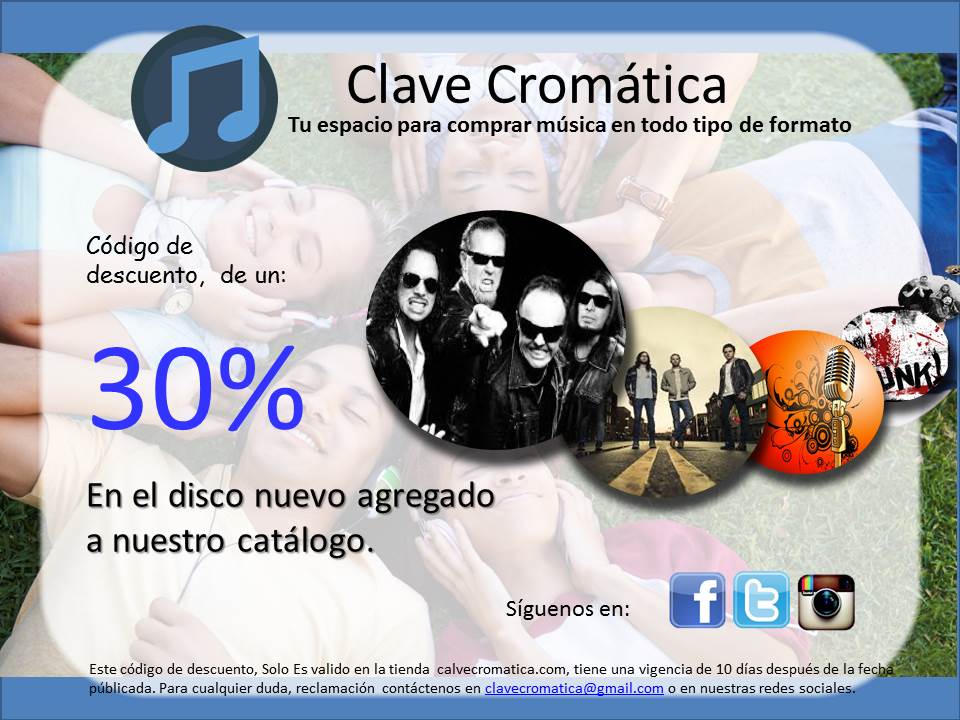 Clave Cromática
Tu espacio para comprar música en todo tipo de formato
Código de
descuento, de un:
30%
En el disco nuevo agregado
a nuestro catálogo.
Síguenos en:
Este código de descuento, Solo Es valido en la tienda calvecromatica.com, tiene una vigencia de 10 días después de la fecha
públicada. Para cualquier duda, reclamación contáctenos en clavecromatica@gmail.com o en nuestras redes sociales.